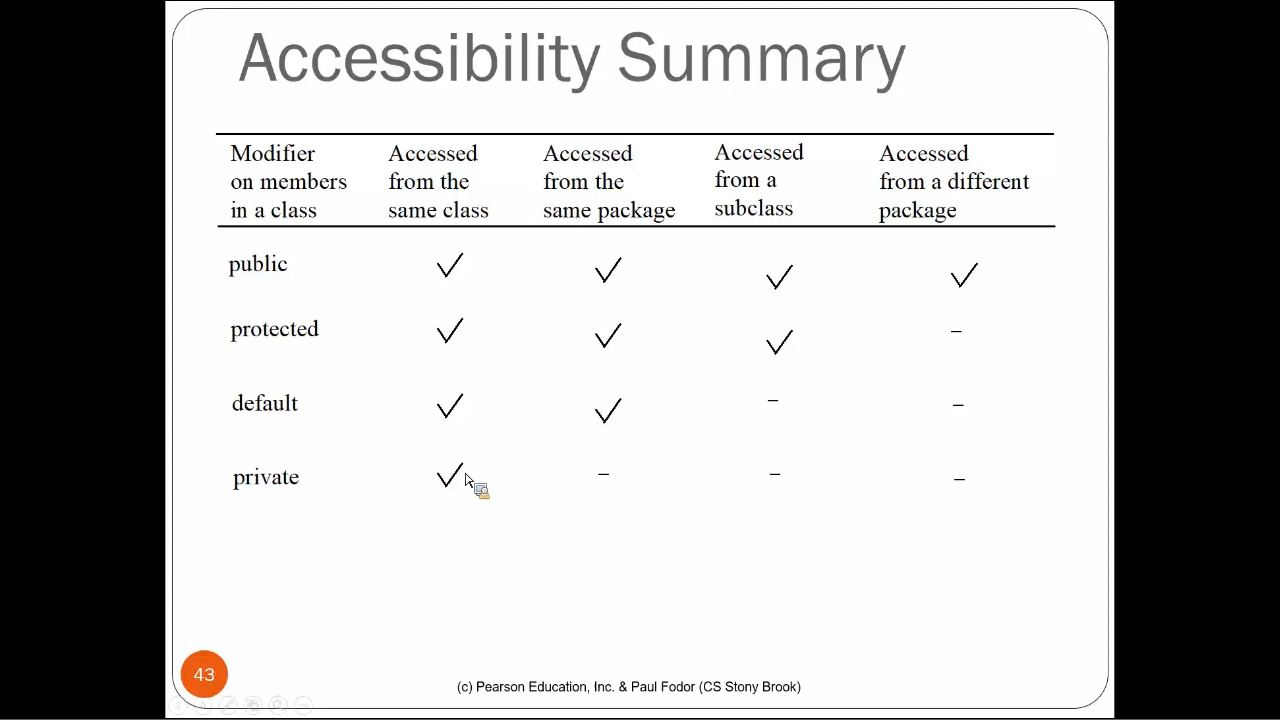 Accessibility Summary
Modifier on members in a class
Accessed from the same class
Accessed from the same package
Accessed from a subclass
Accessed from a different package
public ✓ ✓ ✓ ✓
protected ✓ ✓ ✓ –
default ✓ ✓ – –
private ✓ – – –
43
(c) Pearson Education, Inc. & Paul Fodor (CS Stony Brook)